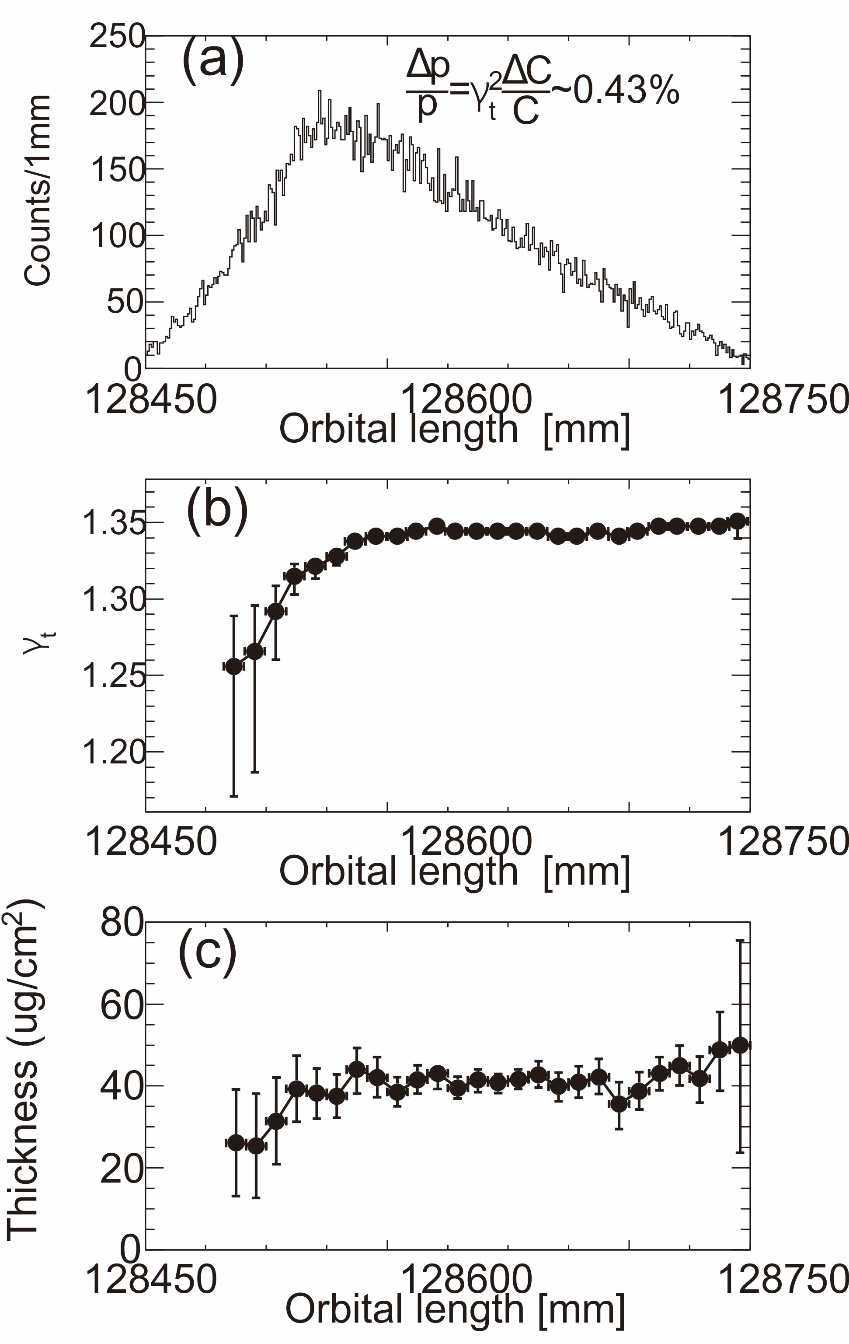 (a)
Δp/p=γt²ΔC/C~0.43%
Counts/1mm
250
200
150
100
50
0
128450 128600 128750
Orbital length [mm]
(b)
γt
1.35
1.30
1.25
1.20
128450 128600 128750
Orbital length [mm]
(c)
Thickness (ug/cm²)
80
60
40
20
0
128450 128600 128750
Orbital length [mm]